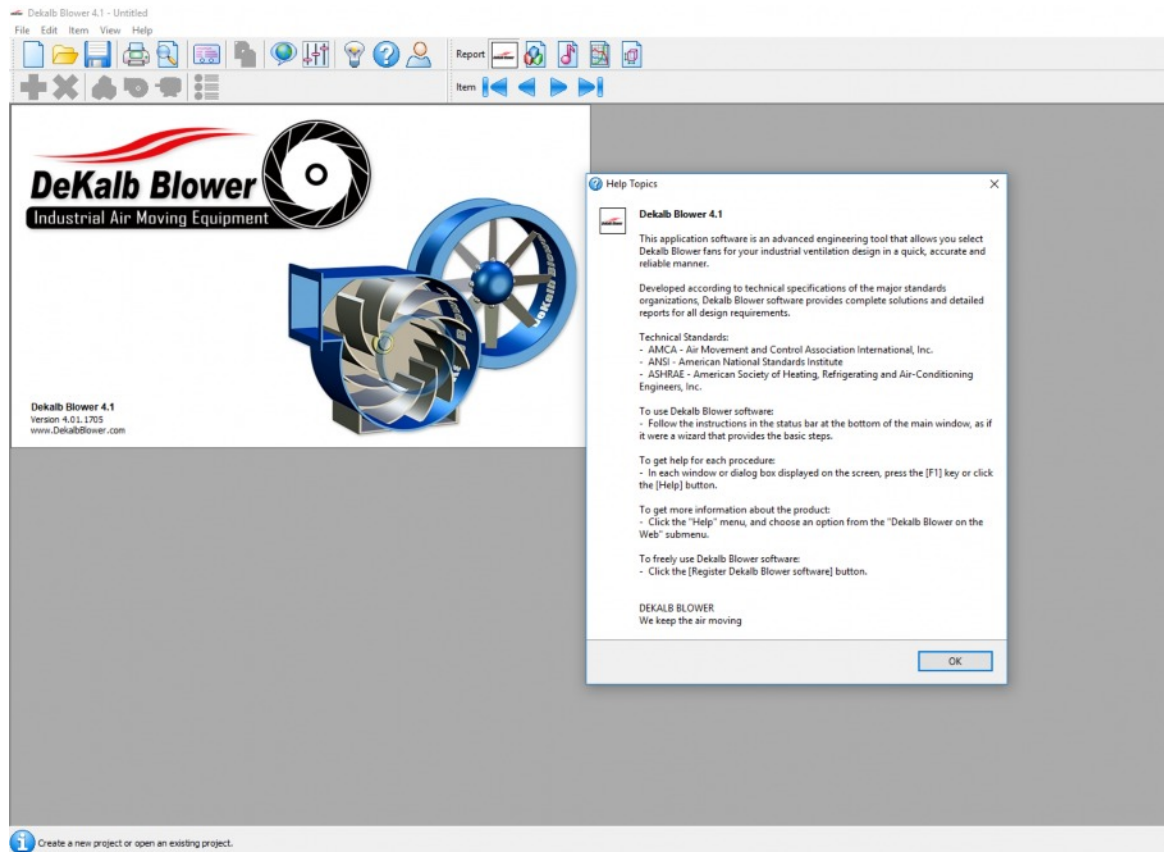 Dekalb Blower 4.1 - Untitled
File Edit Item View Help
Report
Item
DeKalb Blower
Industrial Air Moving Equipment
DeKalb Blower
Dekalb Blower 4.1
Version 4.01.1705
www.DekalbBlower.com
Help Topics
Dekalb Blower 4.1
This application software is an advanced engineering tool that allows you select
Dekalb Blower fans for your industrial ventilation design in a quick, accurate and
reliable manner.
Developed according to technical specifications of the major standards
organizations, Dekalb Blower software provides complete solutions and detailed
reports for all design requirements.
Technical Standards:
- AMCA - Air Movement and Control Association International, Inc.
- ANSI - American National Standards Institute
- ASHRAE - American Society of Heating, Refrigerating and Air-Conditioning
Engineers, Inc.
To use Dekalb Blower software:
- Follow the instructions in the status bar at the bottom of the main window, as if
it were a wizard that provides the basic steps.
To get help for each procedure:
- In each window or dialog box displayed on the screen, press the [F1] key or click
the [Help] button.
To get more information about the product:
- Click the "Help" menu, and choose an option from the "Dekalb Blower on the
Web" submenu.
To freely use Dekalb Blower software:
- Click the [Register Dekalb Blower software] button.
DEKALB BLOWER
We keep the air moving
OK
Create a new project or open an existing project.